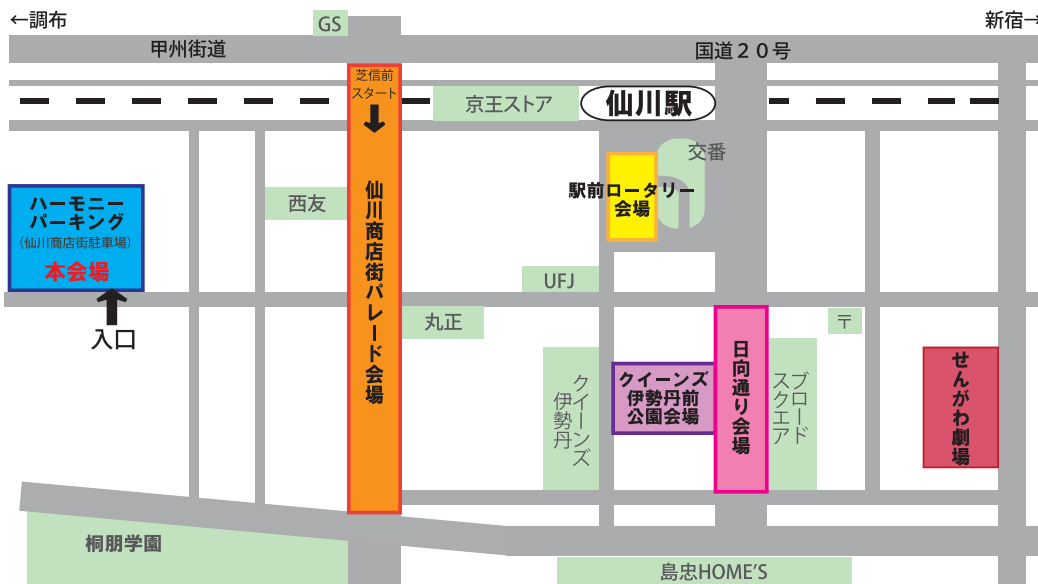 ←調布
GS
新宿→
甲州街道
国道20号
芝信前
スタート
京王ストア
仙川駅
交番
駅前ロータリー
会場
西友
仙川商店街パレード会場
ハーモニー
パーキング
(仙川商店街駐車場)
本会場
入口
UFJ
丸正
〒
クイーンズ
伊勢丹
クイーンズ
伊勢丹前
公園会場
日向通り会場
ブロード
スクエア
せんがわ劇場
桐朋学園
島忠HOME'S